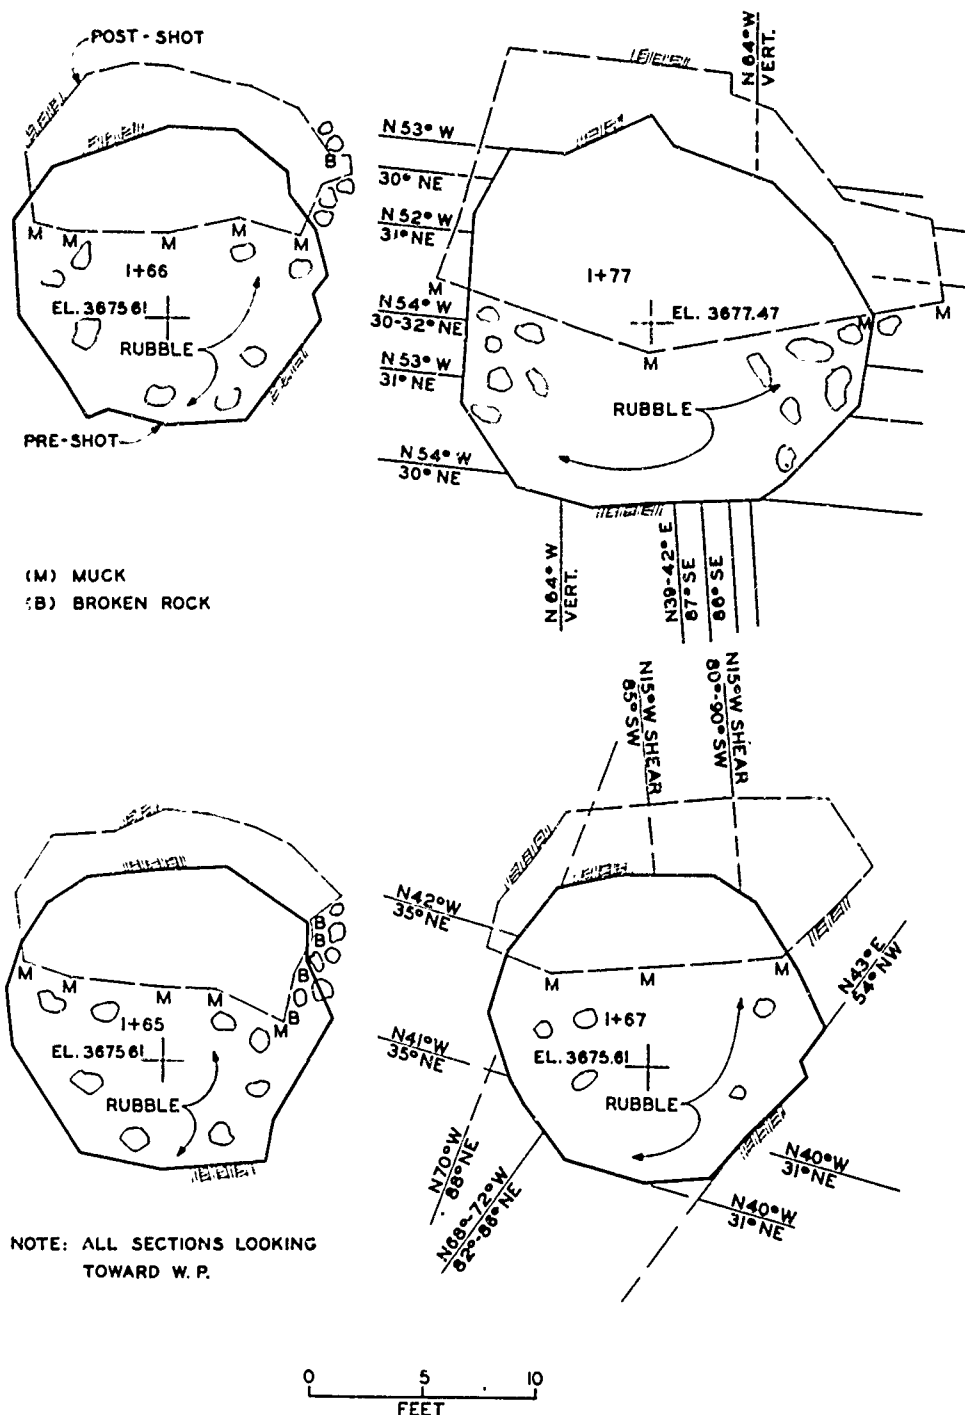 POST-SHOT
B
M
M
M
M
M
1+66
EL. 367561
RUBBLE
PRE-SHOT
(M) MUCK
(B) BROKEN ROCK
N 64° W
VERT.
N 53° W
30° NE
N 52° W
31° NE
N 54° W
30-32° NE
N 53° W
31° NE
N 54° W
30° NE
1+77
EL. 3677.47
M
M
M
M
RUBBLE
N 64° W
VERT.
N39-42° E
87° SE
86° SE
B
B
B
B
M
M
M
M
M
1+65
EL. 367561
RUBBLE
N15°W SHEAR
85° SW
N15°W SHEAR
80°-90° SW
N42°W
35°NE
N43°E
54°NW
M
M
M
1+67
EL. 3675.61
RUBBLE
N41°W
35°NE
N70°W
88°NE
N68°-72°W
82°-86°NE
N40°W
31°NE
N40°W
31°NE
NOTE: ALL SECTIONS LOOKING
TOWARD W. P.
0 5 10
FEET